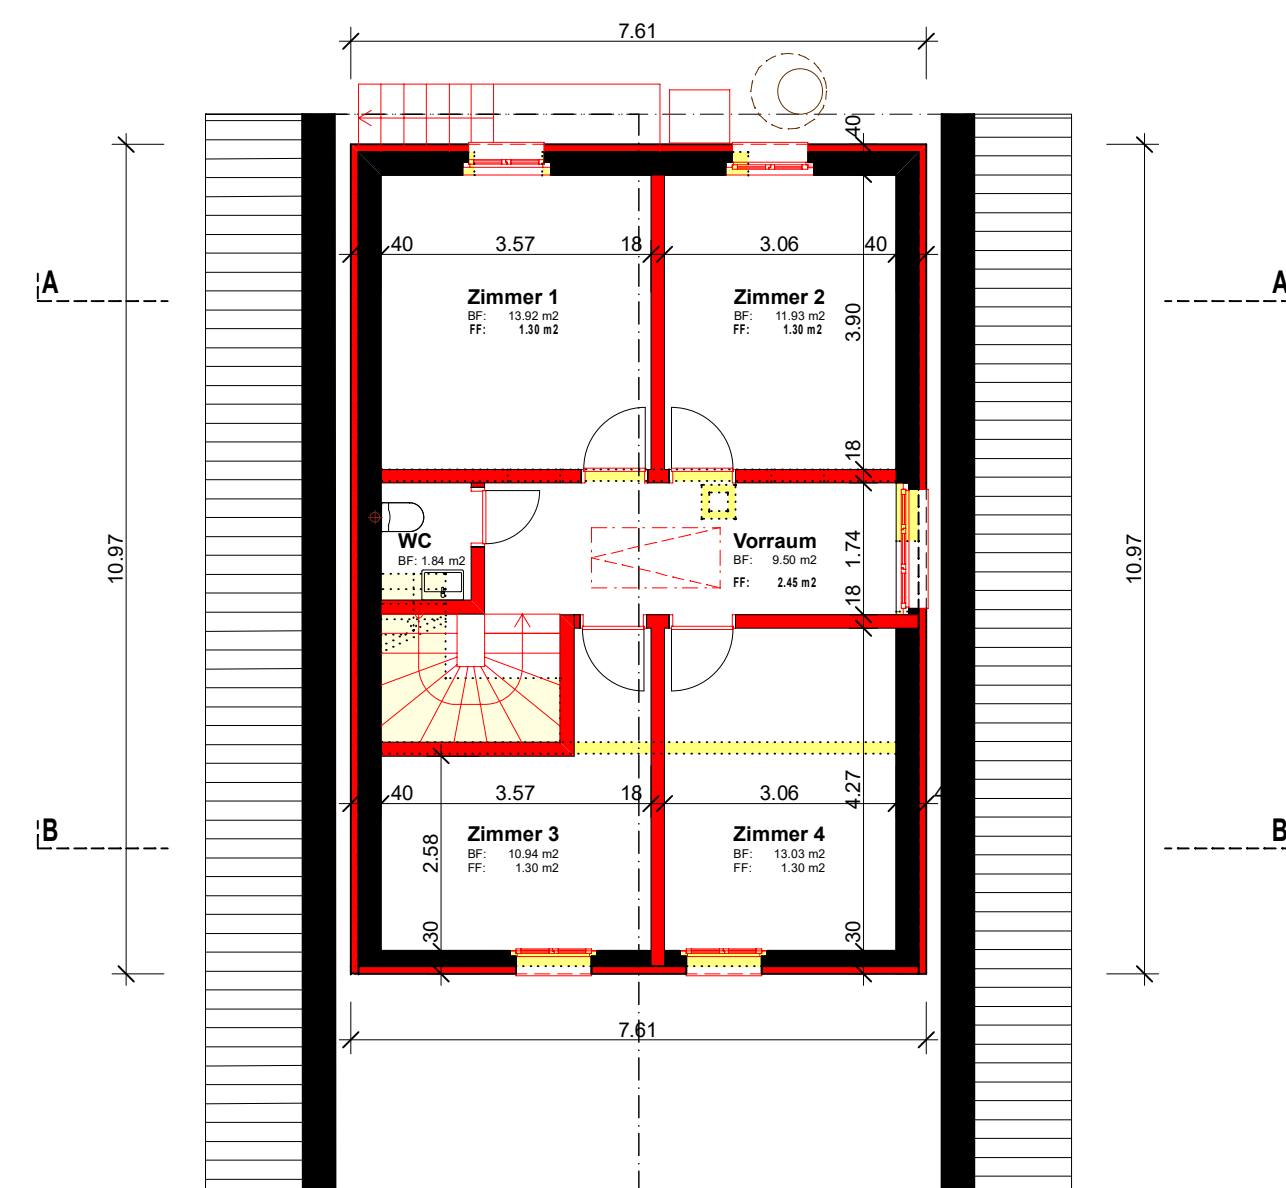 7.61
40
40 3.57 18 3.06 40
A
A
Zimmer 1
BF: 13.92 m2
FF: 1.30 m2
Zimmer 2
BF: 11.93 m2
FF: 1.30 m2
3.90
18
10.97
10.97
WC
BF: 1.84 m2
Vorraum
BF: 9.50 m2
FF: 2.45 m2
1.74
18
40 3.57 18 3.06
4.27
B
B
Zimmer 3
BF: 10.94 m2
FF: 1.30 m2
Zimmer 4
BF: 13.03 m2
FF: 1.30 m2
2.58
30
30
7.61